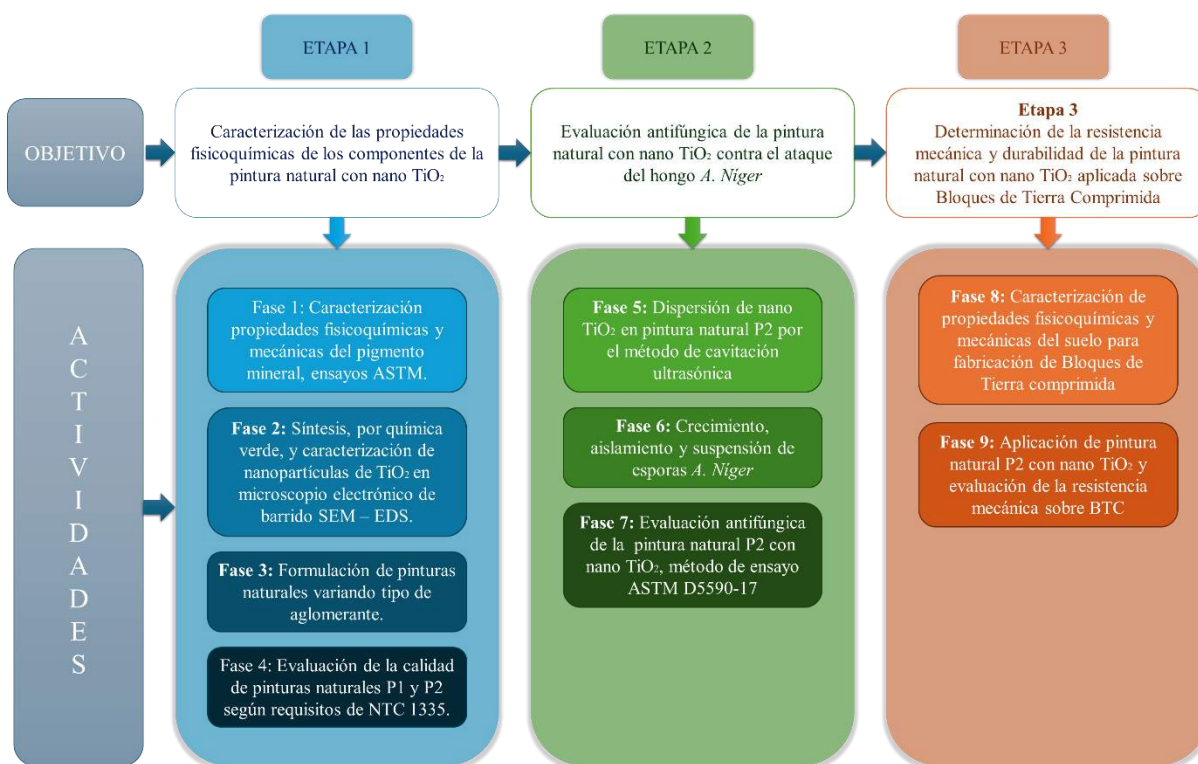 ETAPA 1
ETAPA 2
ETAPA 3
OBJETIVO
Caracterización de las propiedades
fisicoquímicas de los componentes de la
pintura natural con nano TiO₂
Evaluación antifúngica de la pintura
natural con nano TiO₂ contra el ataque
del hongo A. Níger
Etapa 3
Determinación de la resistencia
mecánica y durabilidad de la pintura
natural con nano TiO₂ aplicada sobre
Bloques de Tierra Comprimida
ACTIVIDADES
Fase 1: Caracterización
propiedades fisicoquímicas y
mecánicas del pigmento
mineral, ensayos ASTM.
Fase 2: Síntesis, por química
verde, y caracterización de
nanopartículas de TiO₂ en
microscopio electrónico de
barrido SEM – EDS.
Fase 3: Formulación de pinturas
naturales variando tipo de
aglomerante.
Fase 4: Evaluación de la calidad
de pinturas naturales P1 y P2
según requisitos de NTC 1335.
Fase 5: Dispersión de nano
TiO₂ en pintura natural P2 por
el método de cavitación
ultrasónica
Fase 6: Crecimiento,
aislamiento y suspensión de
esporas A. Níger
Fase 7: Evaluación antifúngica
de la pintura natural P2 con
nano TiO₂, método de ensayo
ASTM D5590-17
Fase 8: Caracterización de
propiedades fisicoquímicas y
mecánicas del suelo para
fabricación de Bloques de
Tierra comprimida
Fase 9: Aplicación de pintura
natural P2 con nano TiO₂ y
evaluación de la resistencia
mecánica sobre BTC